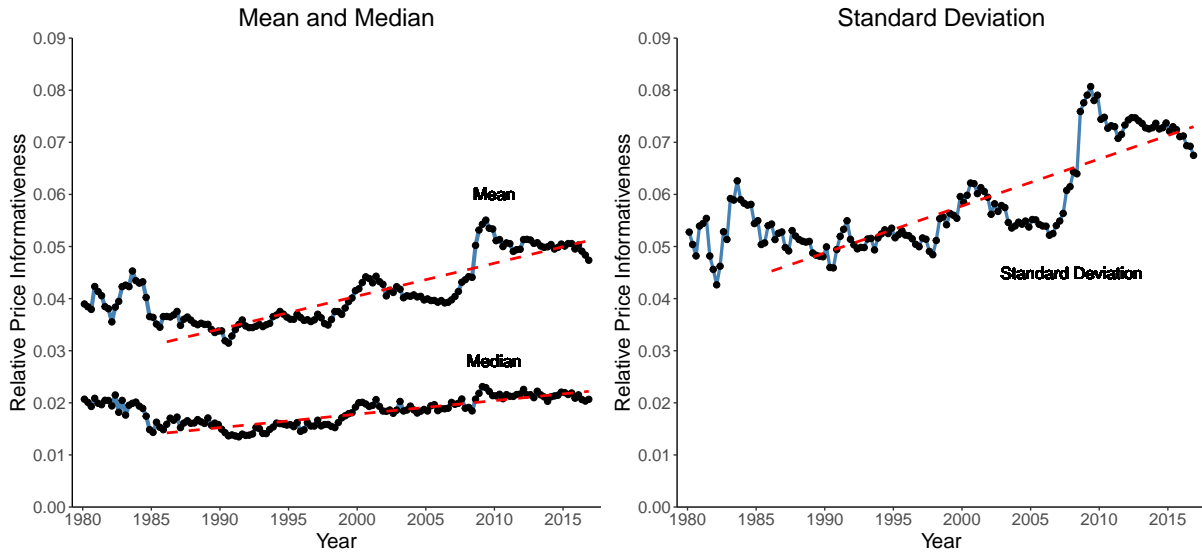 Mean and Median
Relative Price Informativeness
0.09
0.08
0.07
0.06
0.05
0.04
0.03
0.02
0.01
0.00
Mean
Median
1980 1985 1990 1995 2000 2005 2010 2015
Year
Standard Deviation
Relative Price Informativeness
0.09
0.08
0.07
0.06
0.05
0.04
0.03
0.02
0.01
0.00
Standard Deviation
1980 1985 1990 1995 2000 2005 2010 2015
Year